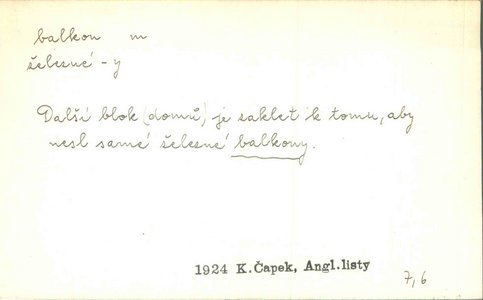 balkon m
železné - y
Další blok (domů) je zaklet k tomu, aby
nesl samé železné balkony.
1924 K.Čapek, Angl.listy
7,6